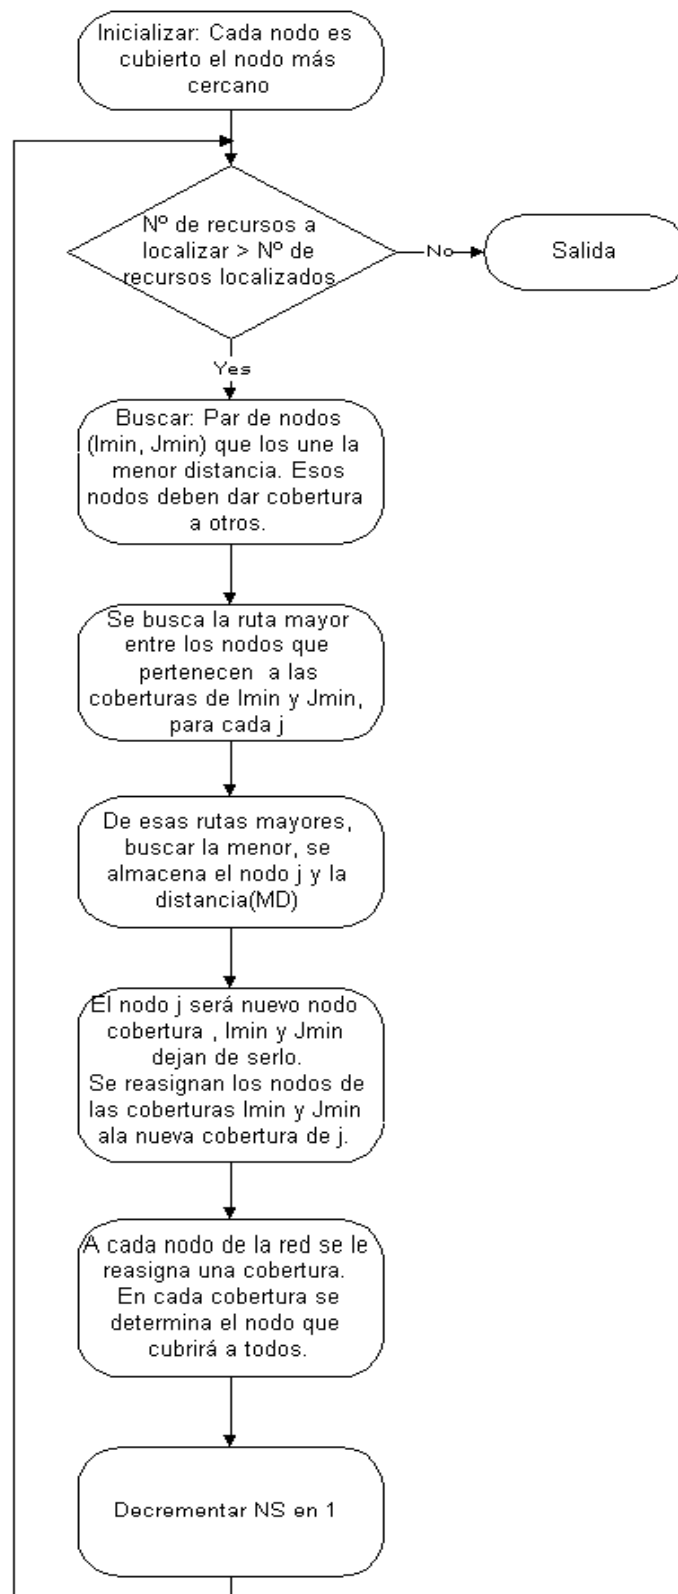 Inicializar: Cada nodo es
cubierto el nodo más
cercano
Nº de recursos a
localizar > Nº de
recursos localizados
No
Salida
Yes
Buscar: Par de nodos
(Imin, Jmin) que los une la
menor distancia. Esos
nodos deben dar cobertura
a otros.
Se busca la ruta mayor
entre los nodos que
pertenecen a las
coberturas de Imin y Jmin,
para cada j
De esas rutas mayores,
buscar la menor, se
almacena el nodo j y la
distancia(MD)
El nodo j será nuevo nodo
cobertura , Imin y Jmin
dejan de serlo.
Se reasignan los nodos de
las coberturas Imin y Jmin
ala nueva cobertura de j.
A cada nodo de la red se le
reasigna una cobertura.
En cada cobertura se
determina el nodo que
cubrirá a todos.
Decrementar NS en 1